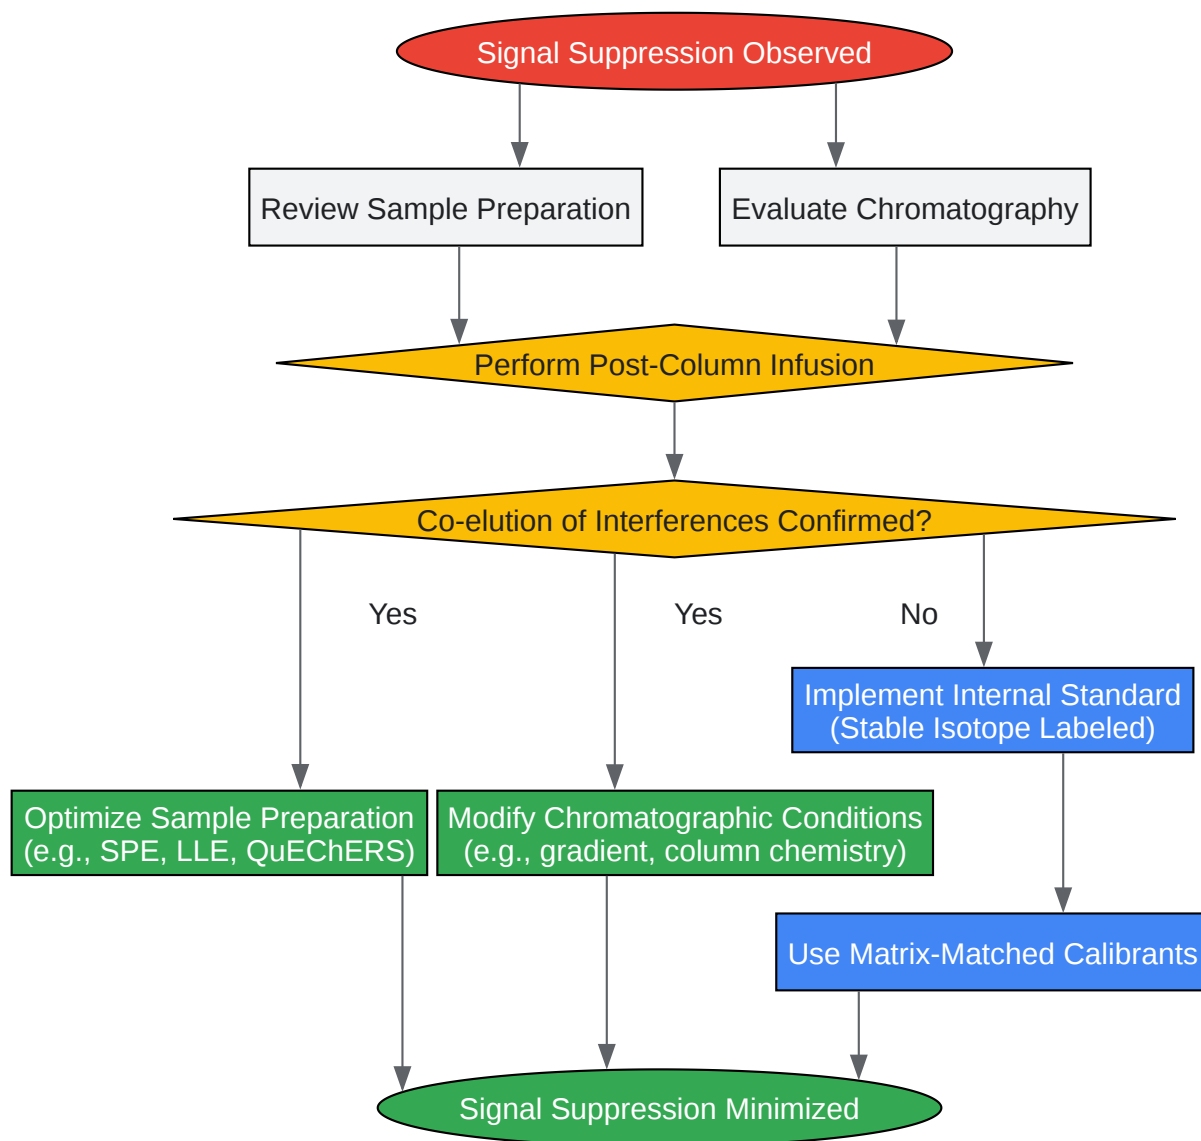 Signal Suppression Observed
Review Sample Preparation
Evaluate Chromatography
Perform Post-Column Infusion
Co-elution of Interferences Confirmed?
Yes
Yes
No
Implement Internal Standard
(Stable Isotope Labeled)
Optimize Sample Preparation
(e.g., SPE, LLE, QuEChERS)
Modify Chromatographic Conditions
(e.g., gradient, column chemistry)
Use Matrix-Matched Calibrants
Signal Suppression Minimized